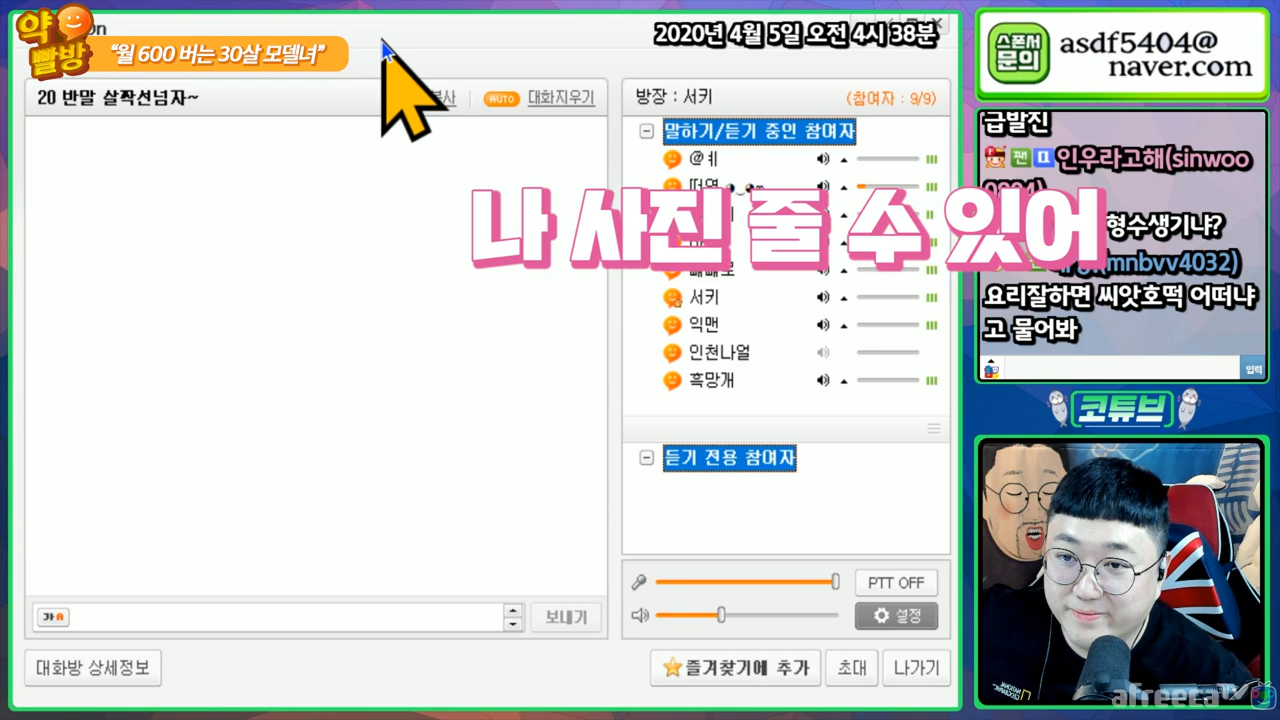 약빨방
“월 600 버는 30살 모델녀”
2020년 4월 5일 오전 4시 38분
스폰서
문의
asdf5404@
naver.com
20 반말 살짝선넘자~
AUTO
대화지우기
방장 : 서키
(참여자 : 9/9)
말하기/듣기 중인 참여자
@ㅖ
나 사진 줄 수 있어
서키
익맨
인천나얼
흑망개
듣기 전용 참여자
PTT OFF
설정
가A
보내기
대화방 상세정보
즐겨찾기에 추가
초대
나가기
급발진
팬
인우라고해(sinwoo
형수생기냐?
mnbvv4032)
요리잘하면 씨앗호떡 어떠냐
고 물어봐
입력
코튜브
afreecaTV